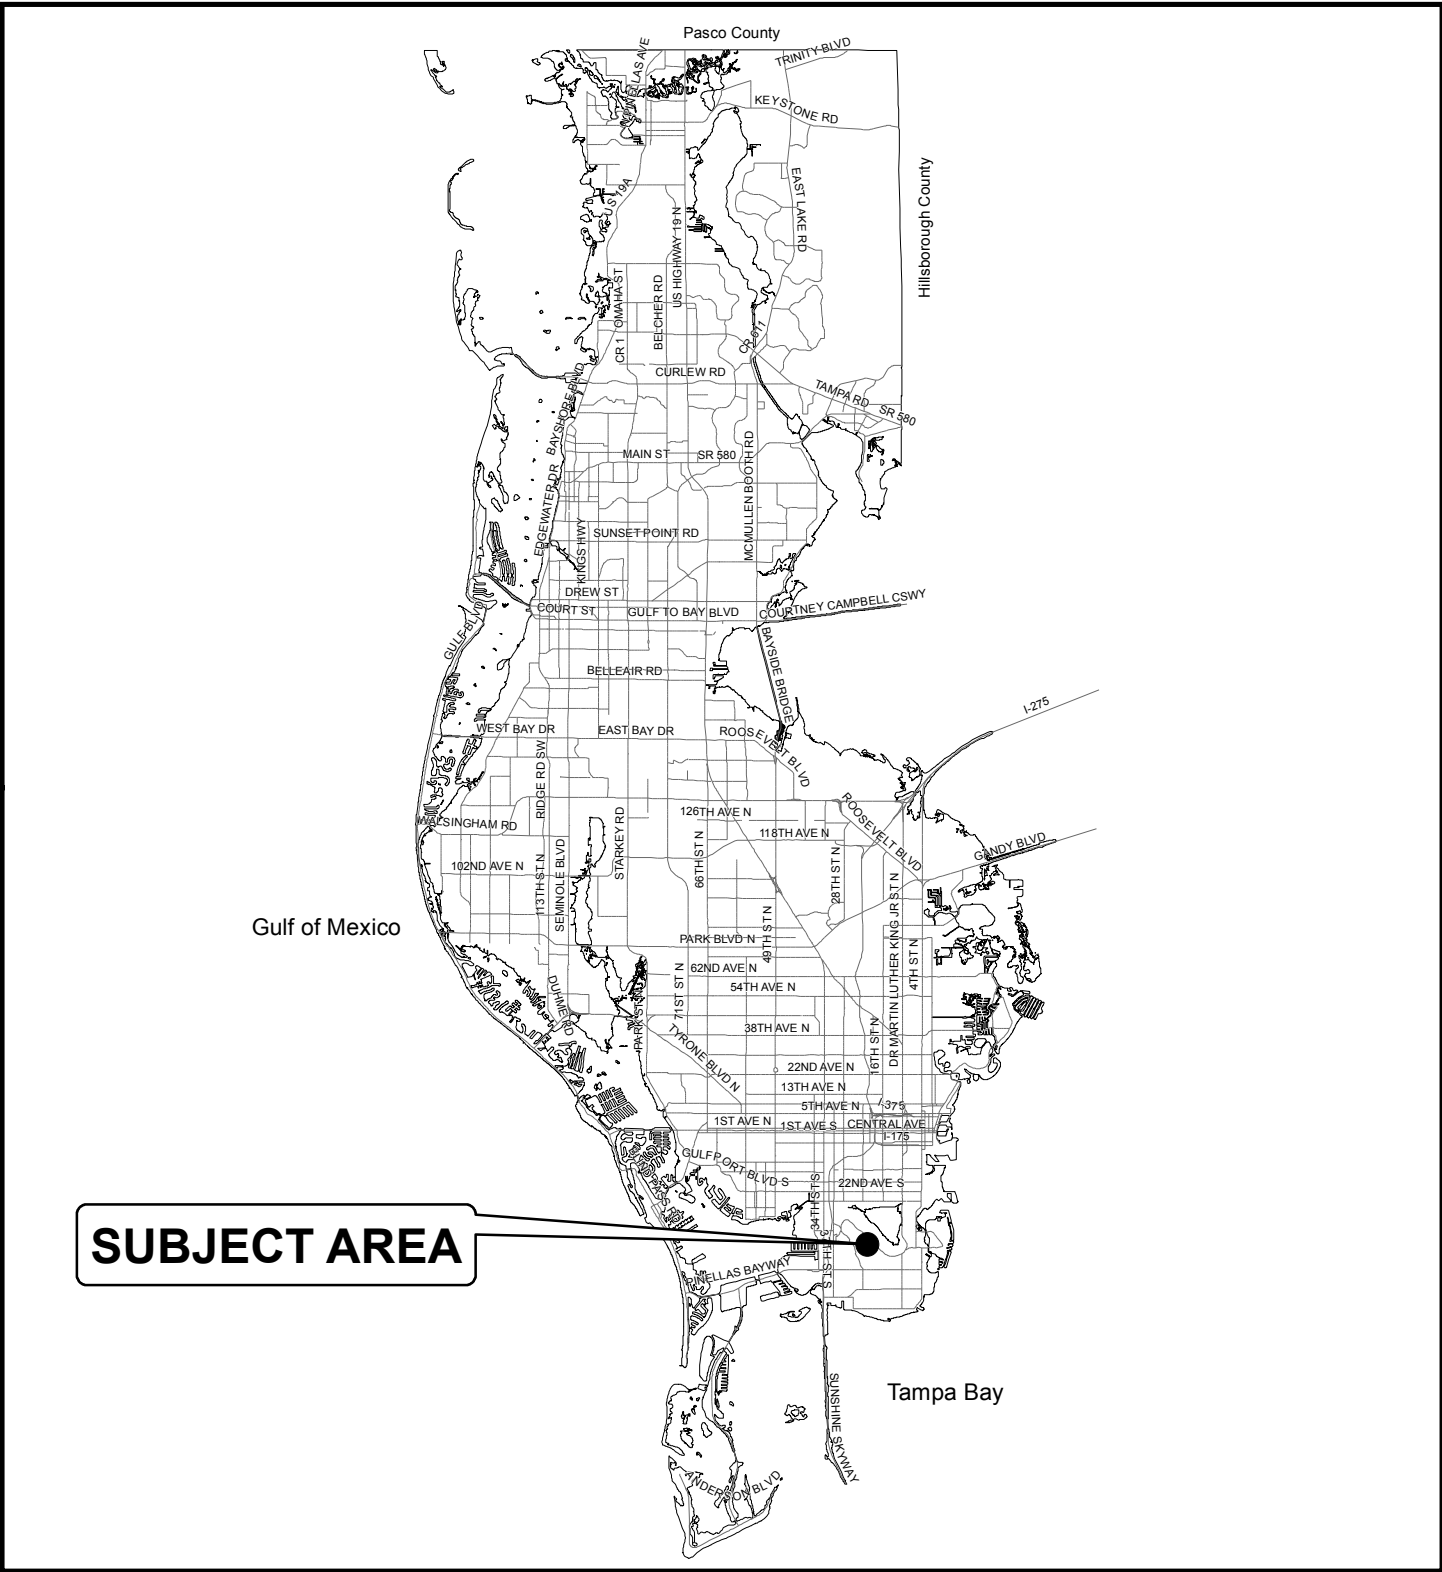 Pasco County
TRINITY BLVD
PINELLAS AVE
KEYSTONE RD
Hillsborough County
EAST LAKE RD
US 19A
US HIGHWAY 19 N
OMAHA ST
CR 1
BELCHER RD
CR 611
CURLEW RD
TAMPA RD
SR 580
BAYSHORE BLVD
MAIN ST
SR 580
MCMULLEN BOOTH RD
EDGEWATER DR
KINGS HWY
SUNSET POINT RD
DREW ST
COURT ST
GULF TO BAY BLVD
COURTNEY CAMPBELL CSWY
GULF BLVD
BAYSIDE BRIDGE
BELLEAIR RD
I-275
WEST BAY DR
EAST BAY DR
ROOSEVELT BLVD
RIDGE RD SW
ROOSEVELT BLVD
126TH AVE N
WALSINGHAM RD
STARKEY RD
118TH AVE N
GANDY BLVD
102ND AVE N
113TH ST N
SEMINOLE BLVD
66TH ST N
28TH ST N
Gulf of Mexico
49TH ST N
DR MARTIN LUTHER KING JR ST N
4TH ST N
PARK BLVD N
62ND AVE N
71ST ST N
54TH AVE N
DUHME RD
PARK ST N
38TH AVE N
16TH ST N
TYRONE BLVD N
22ND AVE N
13TH AVE N
5TH AVE N
I-375
1ST AVE N
1ST AVE S
CENTRAL AVE
I-175
GULFPORT BLVD S
22ND AVE S
34TH ST S
SUBJECT AREA
PINELLAS BAYWAY
Tampa Bay
SUNSHINE SKYWAY
ANDERSON BLVD